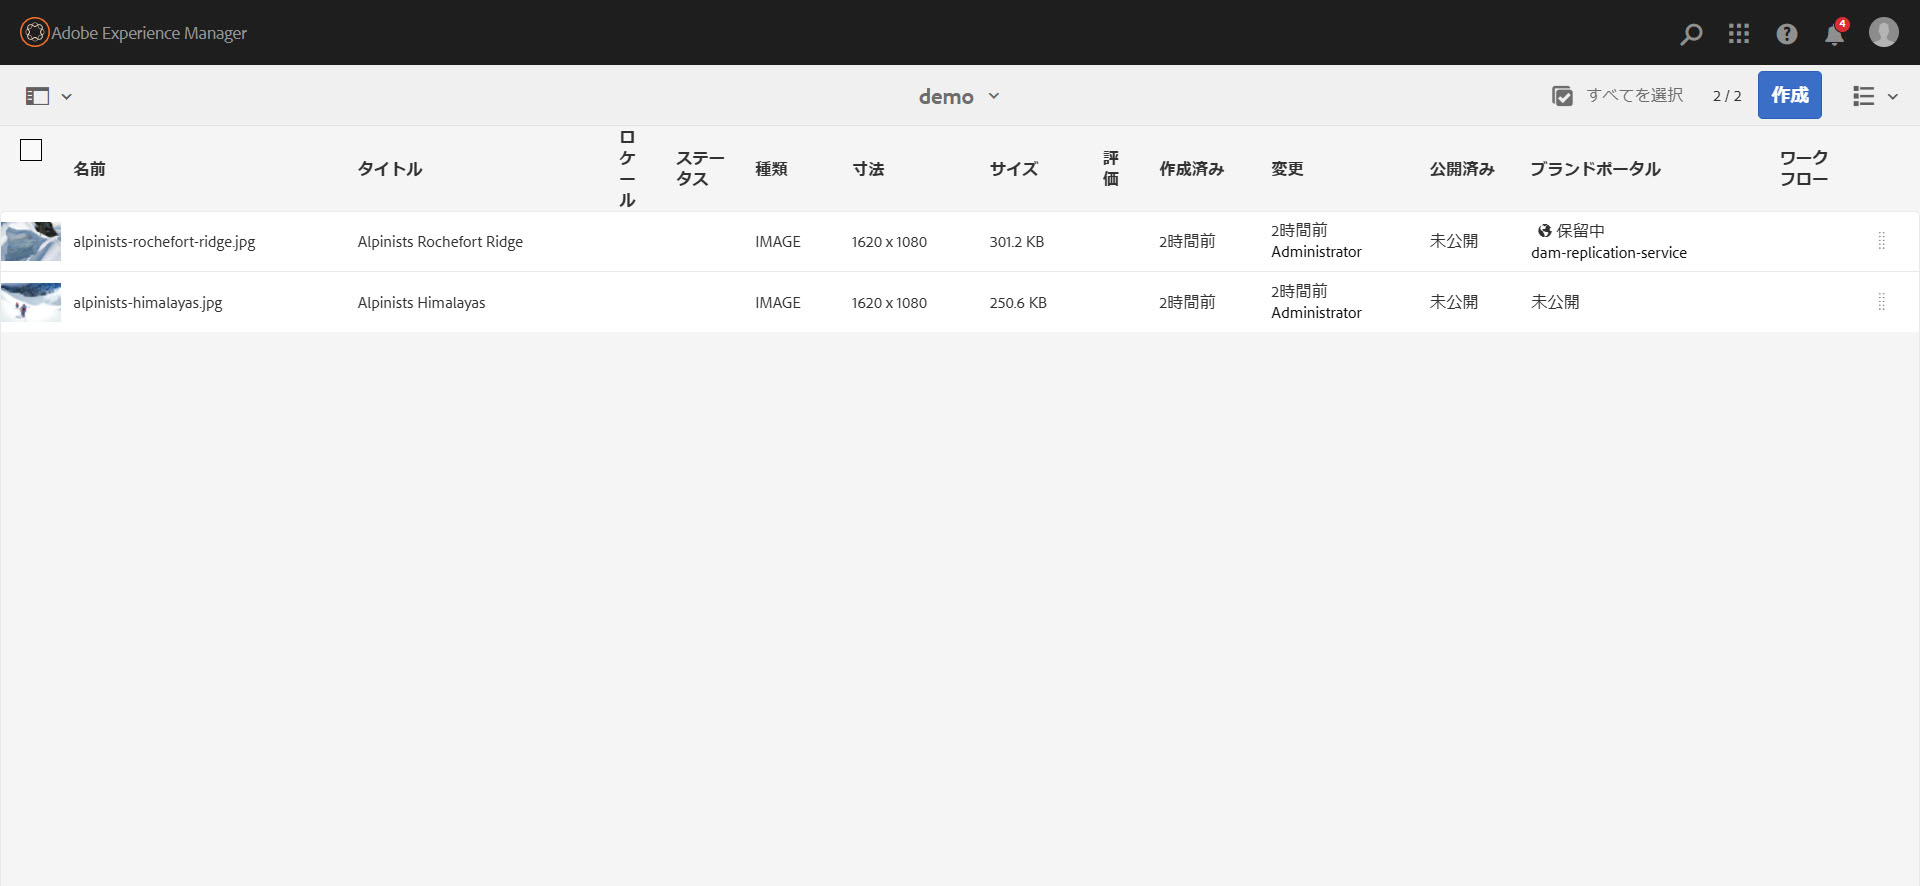 Adobe Experience Manager
4
demo
すべてを選択
2 / 2
作成
名前
タイトル
ロケール
ステータス
種類
寸法
サイズ
評価
作成済み
変更
公開済み
ブランドポータル
ワークフロー
alpinists-rochefort-ridge.jpg
Alpinists Rochefort Ridge
IMAGE
1620 x 1080
301.2 KB
2時間前
2時間前
Administrator
未公開
保留中
dam-replication-service
alpinists-himalayas.jpg
Alpinists Himalayas
IMAGE
1620 x 1080
250.6 KB
2時間前
2時間前
Administrator
未公開
未公開